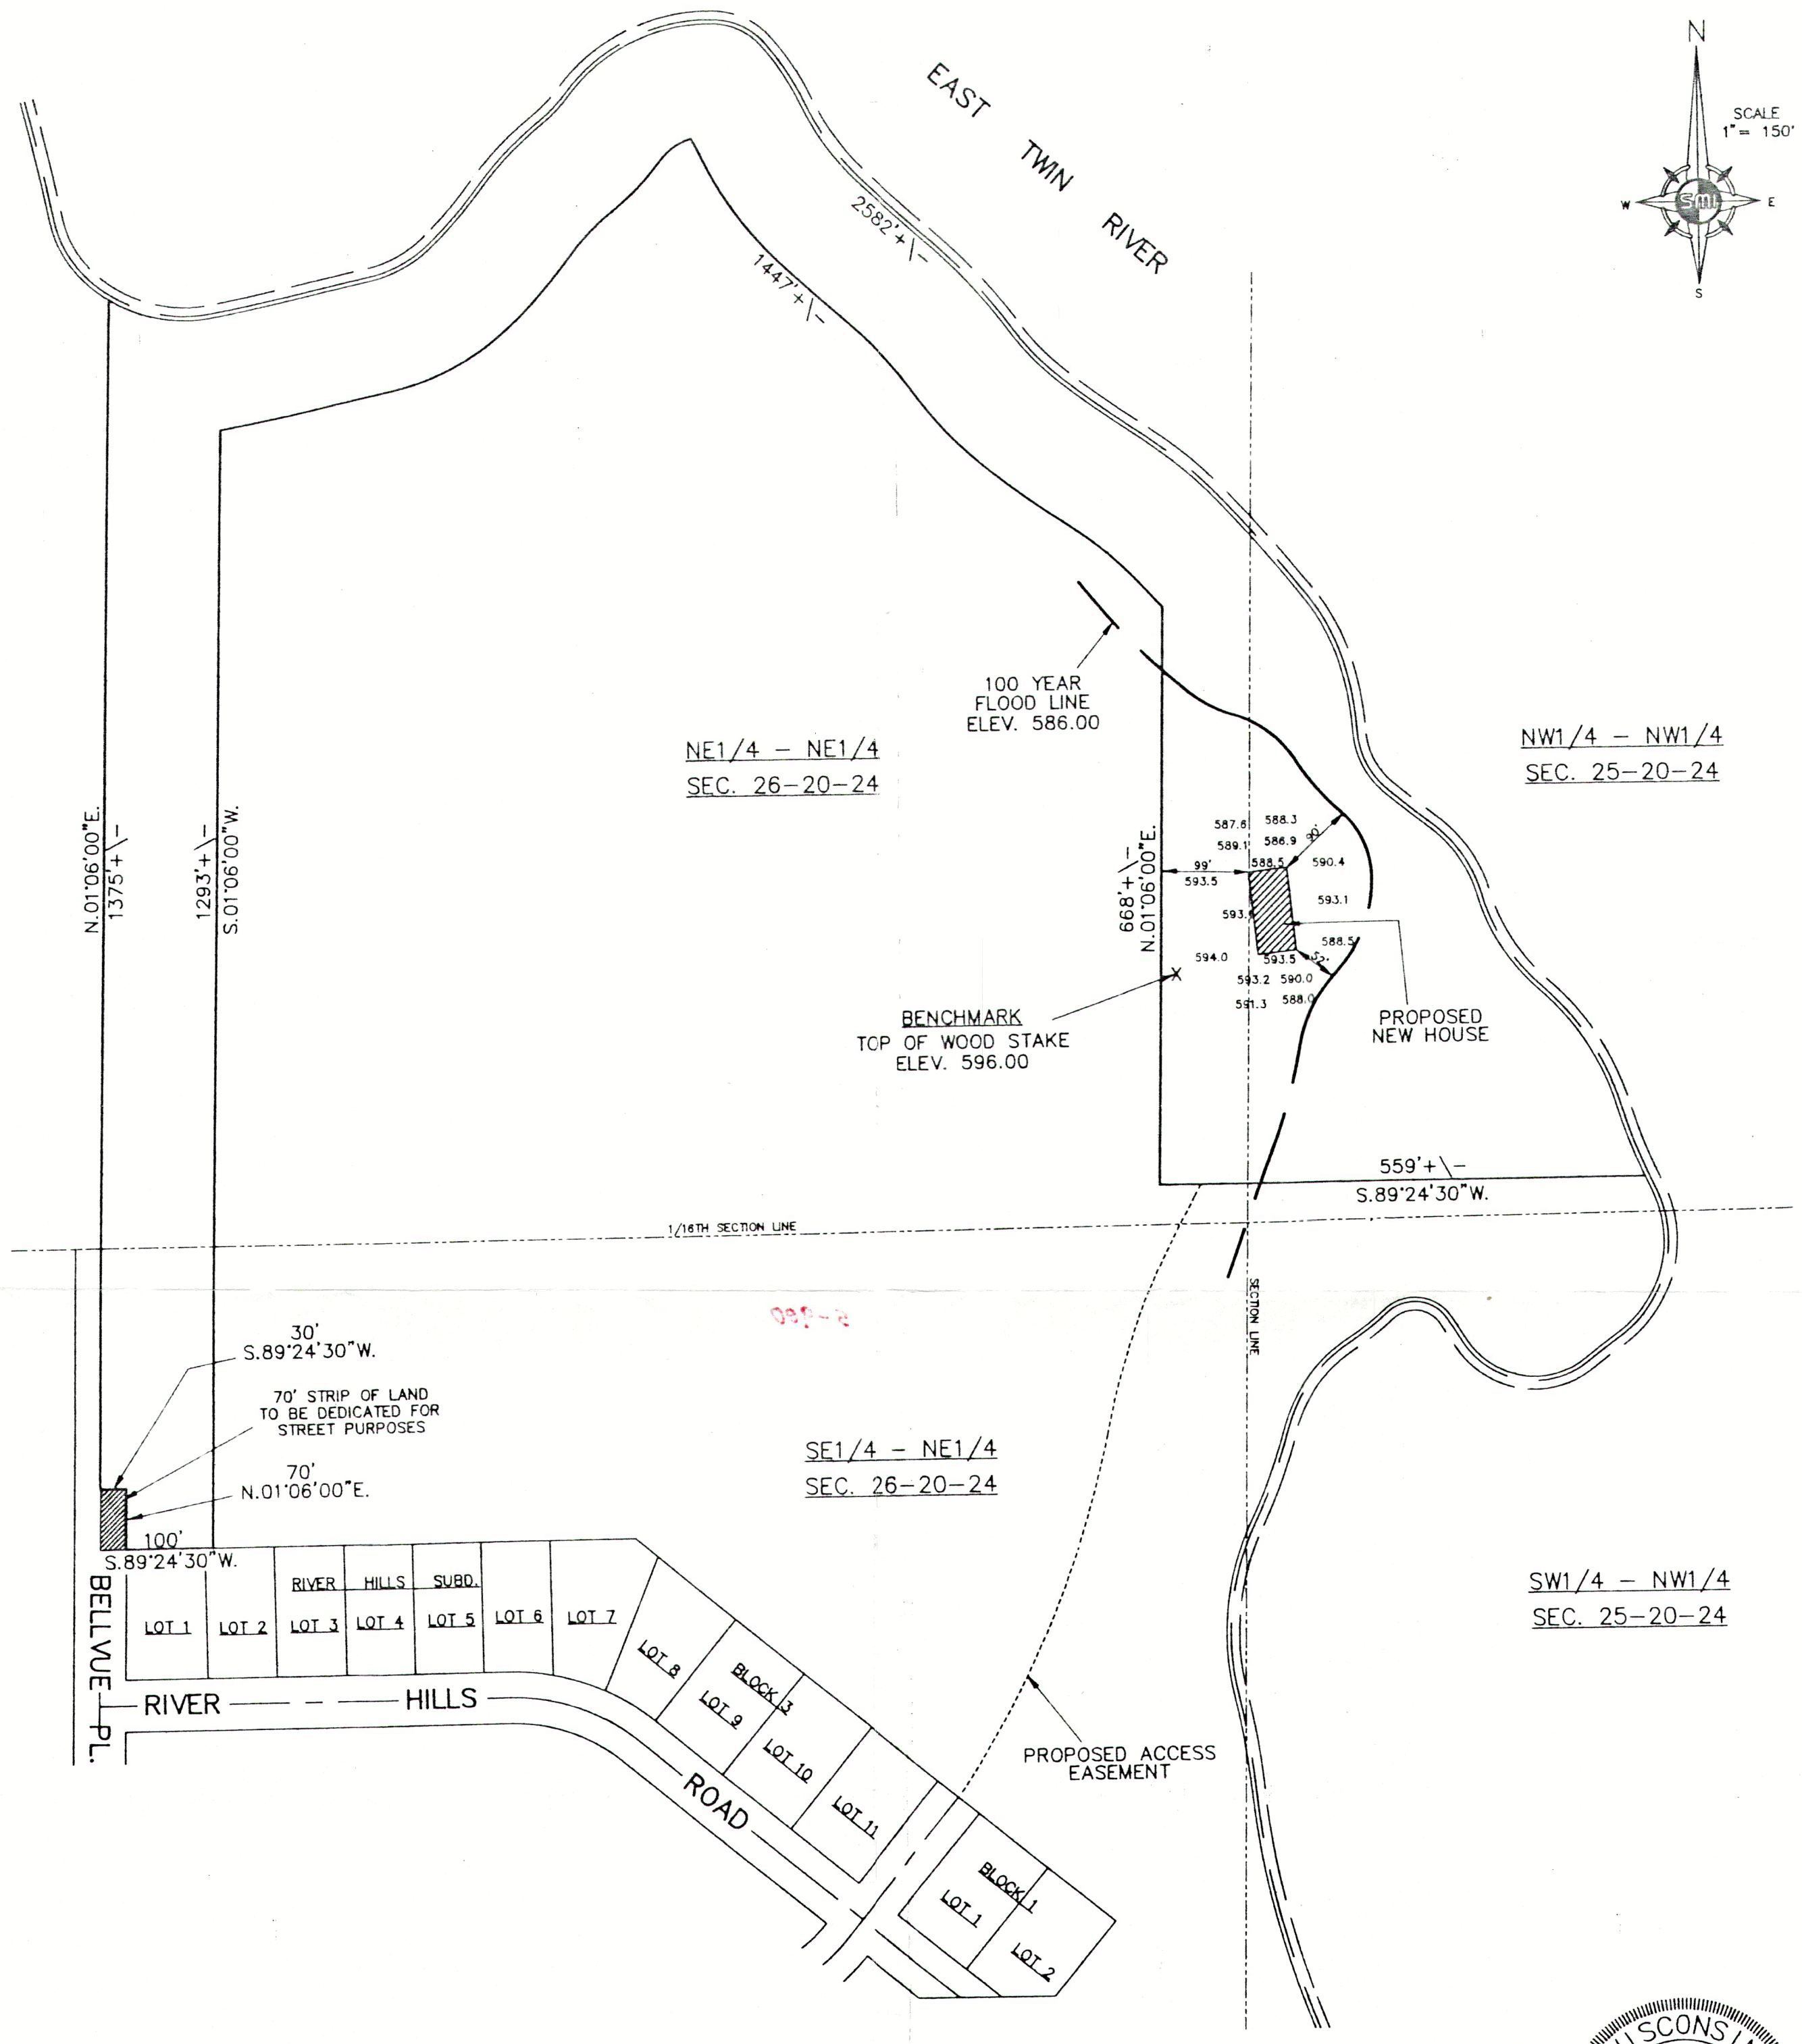 N
SCALE
1"= 150'
W
SMI
E
S
EAST
TWIN
RIVER
2582'+\-
1447'+\-
100 YEAR
FLOOD LINE
ELEV. 586.00
NE1/4 - NE1/4
SEC. 26-20-24
NW1/4 - NW1/4
SEC. 25-20-24
N.01°06'00"E.
1375'+\-
1293'+\-
S.01°06'00"W.
668'+\-
N.01°06'00"E.
587.6
588.3
589.1
586.9
90'
99'
588.5
590.4
593.5
593.1
588.5
594.0
593.5
52'
593.2
590.0
591.3
588.0
BENCHMARK
TOP OF WOOD STAKE
ELEV. 596.00
PROPOSED
NEW HOUSE
559'+\-
S.89°24'30"W.
1/16TH SECTION LINE
SECTION LINE
30'
S.89°24'30"W.
70' STRIP OF LAND
TO BE DEDICATED FOR
STREET PURPOSES
70'
N.01°06'00"E.
100'
S.89°24'30"W.
SE1/4 - NE1/4
SEC. 26-20-24
SW1/4 - NW1/4
SEC. 25-20-24
BELLVUE PL.
RIVER HILLS SUBD.
LOT 1
LOT 2
LOT 3
LOT 4
LOT 5
LOT 6
LOT 7
LOT 8
BLOCK 3
LOT 9
LOT 10
LOT 11
RIVER HILLS
ROAD
PROPOSED ACCESS
EASEMENT
BLOCK 1
LOT 1
LOT 2